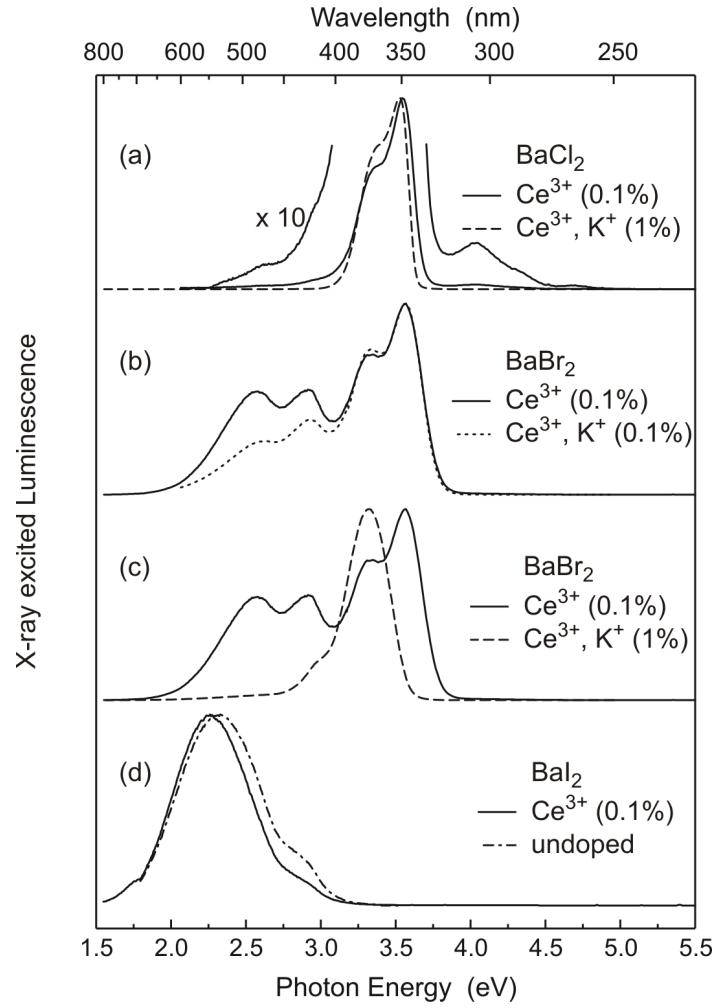 Wavelength (nm)
800 600 500 400 350 300 250
(a)
BaCl2
Ce3+ (0.1%)
Ce3+, K+ (1%)
x 10
(b)
BaBr2
Ce3+ (0.1%)
Ce3+, K+ (0.1%)
(c)
BaBr2
Ce3+ (0.1%)
Ce3+, K+ (1%)
(d)
BaI2
Ce3+ (0.1%)
undoped
X-ray excited Luminescence
1.5 2.0 2.5 3.0 3.5 4.0 4.5 5.0 5.5
Photon Energy (eV)